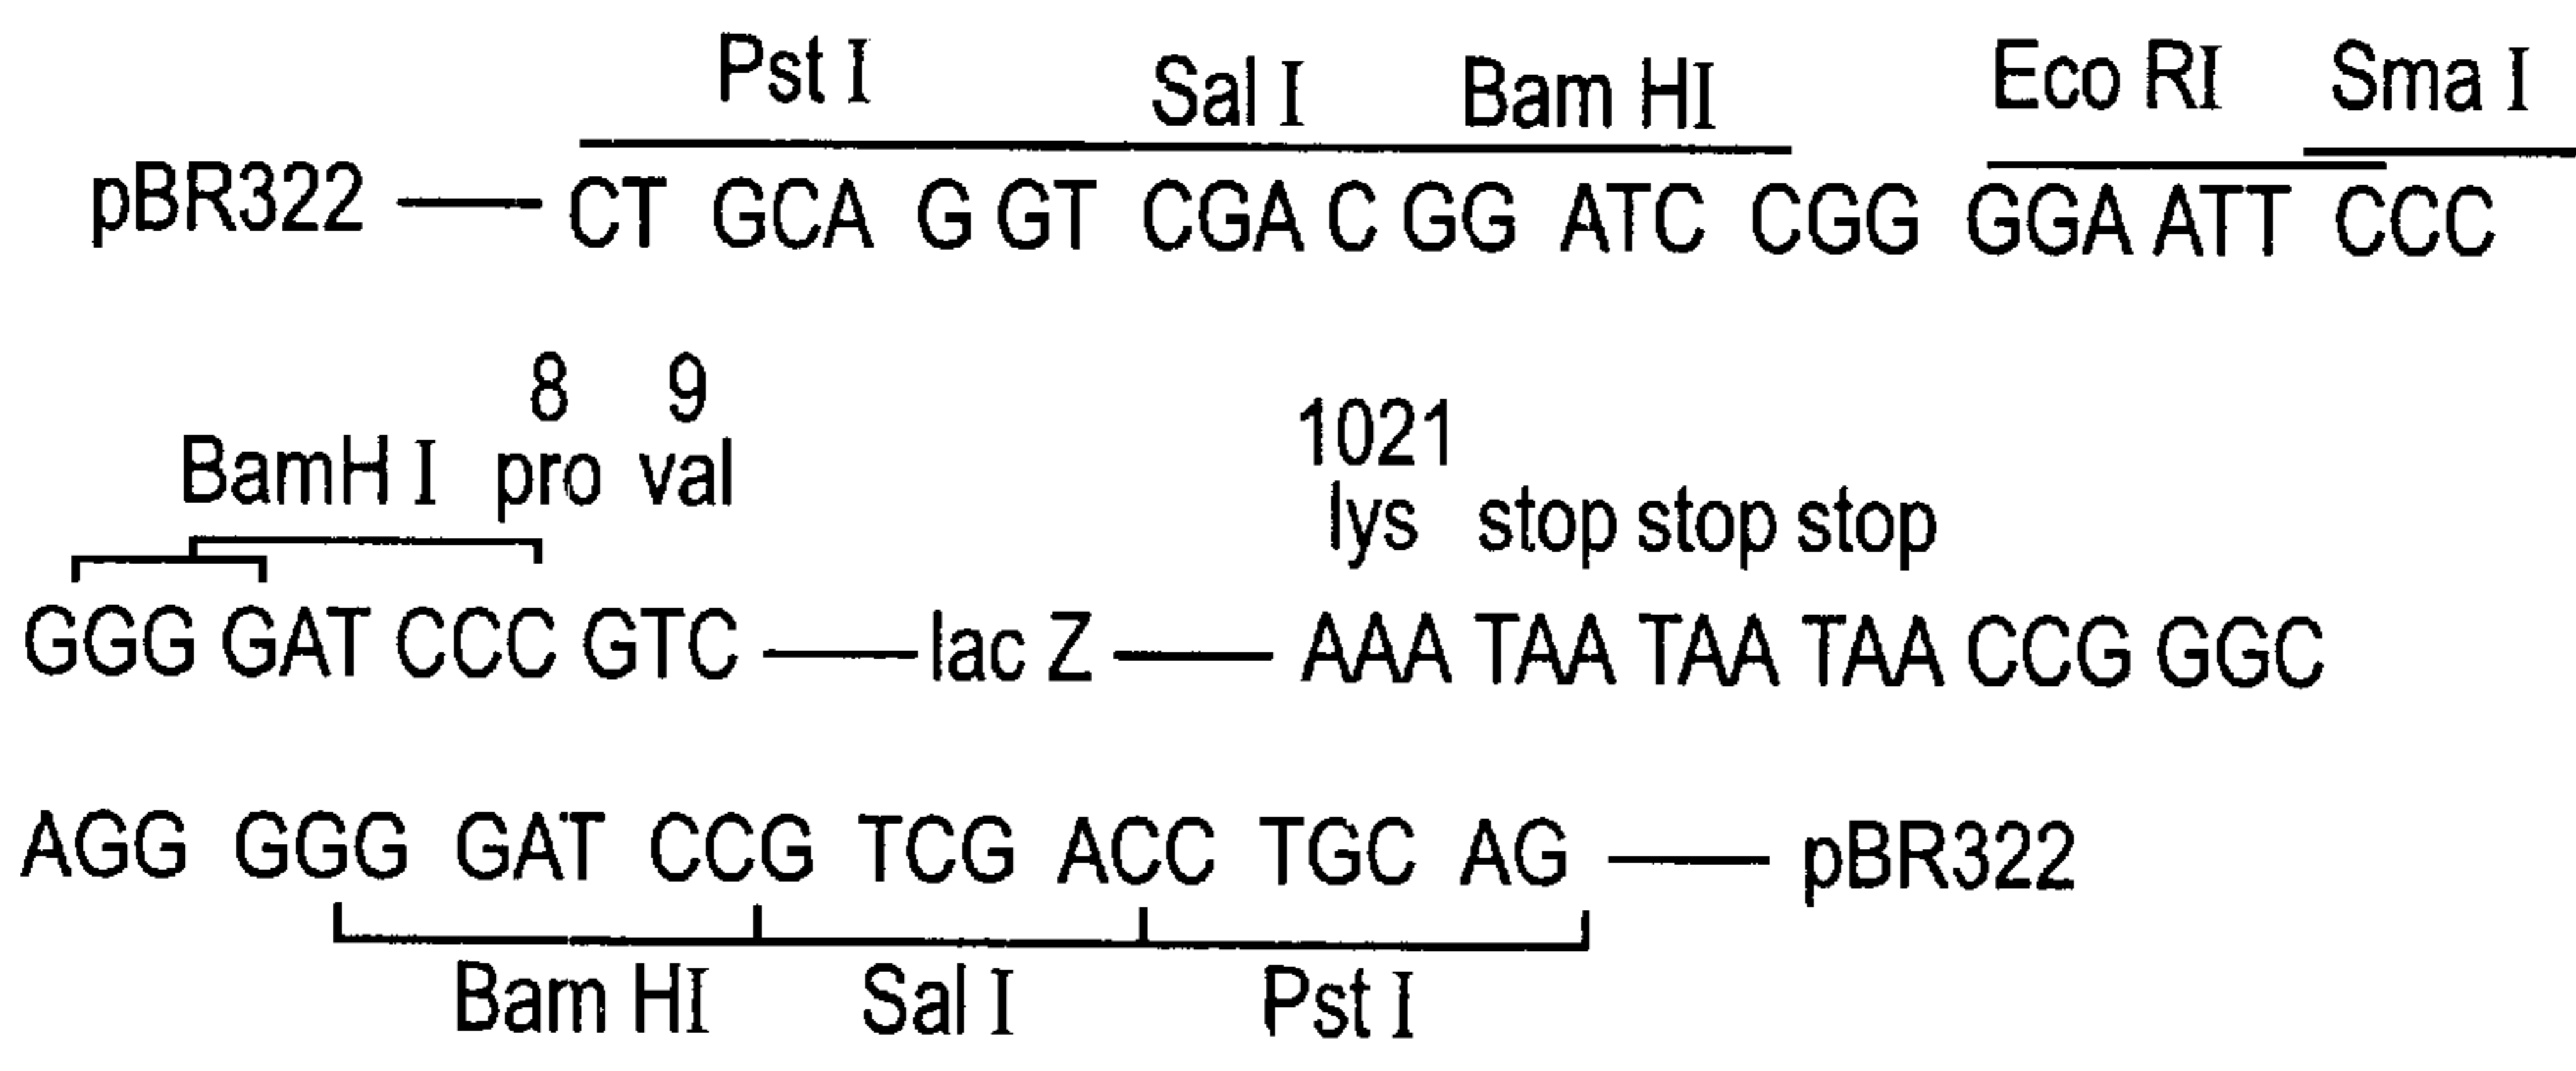 Pst I Sal I Bam HI Eco RI Sma I
pBR322 — CT GCA G GT CGA C GG ATC CGG GGA ATT CCC
8 9
1021
BamH I pro val
lys stop stop stop
GGG GAT CCC GTC — lac Z — AAA TAA TAA TAA CCG GGC
AGG GGG GAT CCG TCG ACC TGC AG — pBR322
Bam HI Sal I Pst I